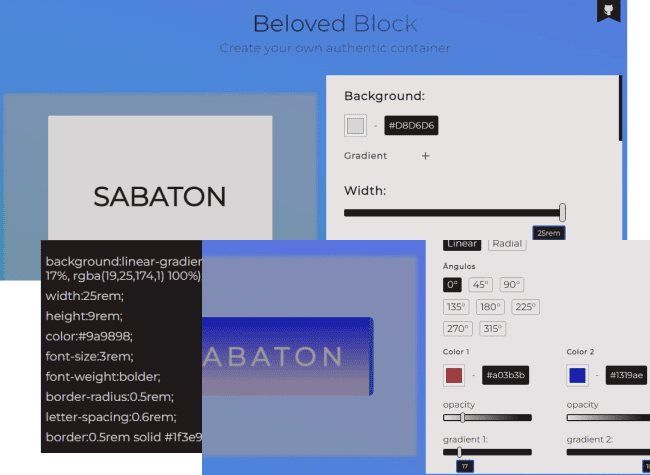 Beloved Block
Create your own authentic container
Background:
- #D8D6D6
Gradient +
Width:
25rem
SABATON
background:linear-gradien
17%, rgba(19,25,174,1) 100%)
width:25rem;
height:9rem;
color:#9a9898;
font-size:3rem;
font-weight:bolder;
border-radius:0.5rem;
letter-spacing:0.6rem;
border:0.5rem solid #1f3e9
ABATON
Linear Radial
Ângulos
0° 45° 90°
135° 180° 225°
270° 315°
Color 1
- #a03b3b
opacity
gradient 1:
17
Color 2
- #1319ae
opacity
gradient 2: